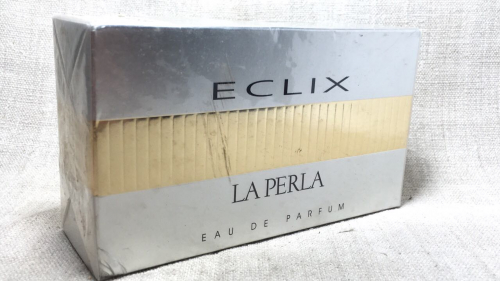 ECLIX
LA PERLA
EAU DE PARFUM